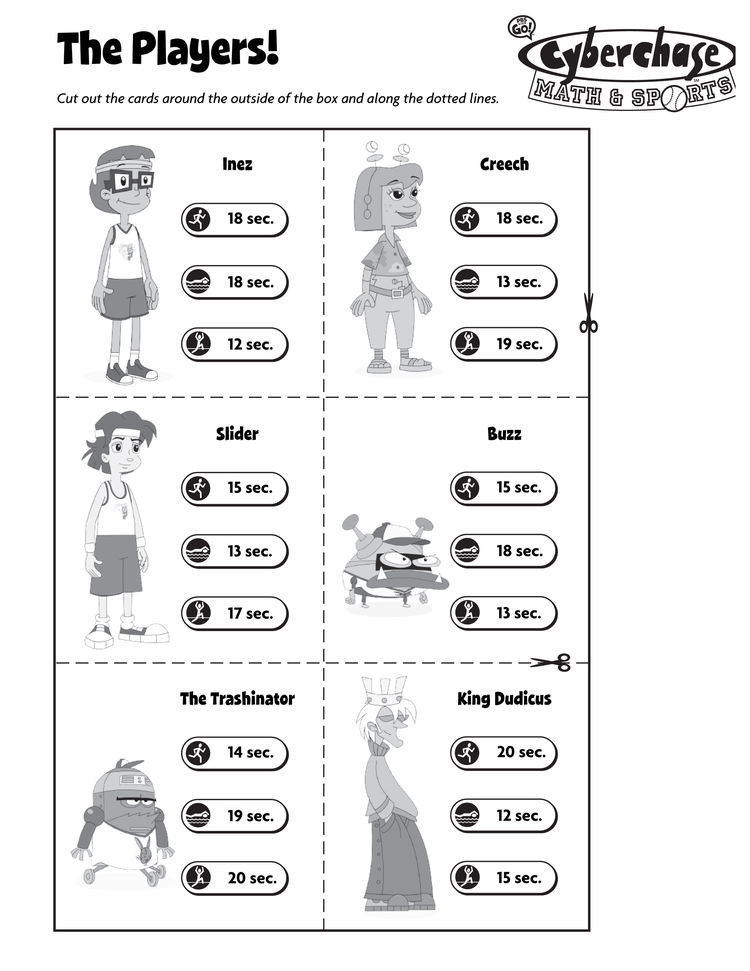 The Players!
PBS KIDS GO!
Cyberchase
MATH & SPORTS
Cut out the cards around the outside of the box and along the dotted lines.
Inez
18 sec.
18 sec.
12 sec.
Creech
18 sec.
13 sec.
19 sec.
Slider
15 sec.
13 sec.
17 sec.
Buzz
15 sec.
18 sec.
13 sec.
The Trashinator
14 sec.
19 sec.
20 sec.
King Dudicus
20 sec.
12 sec.
15 sec.